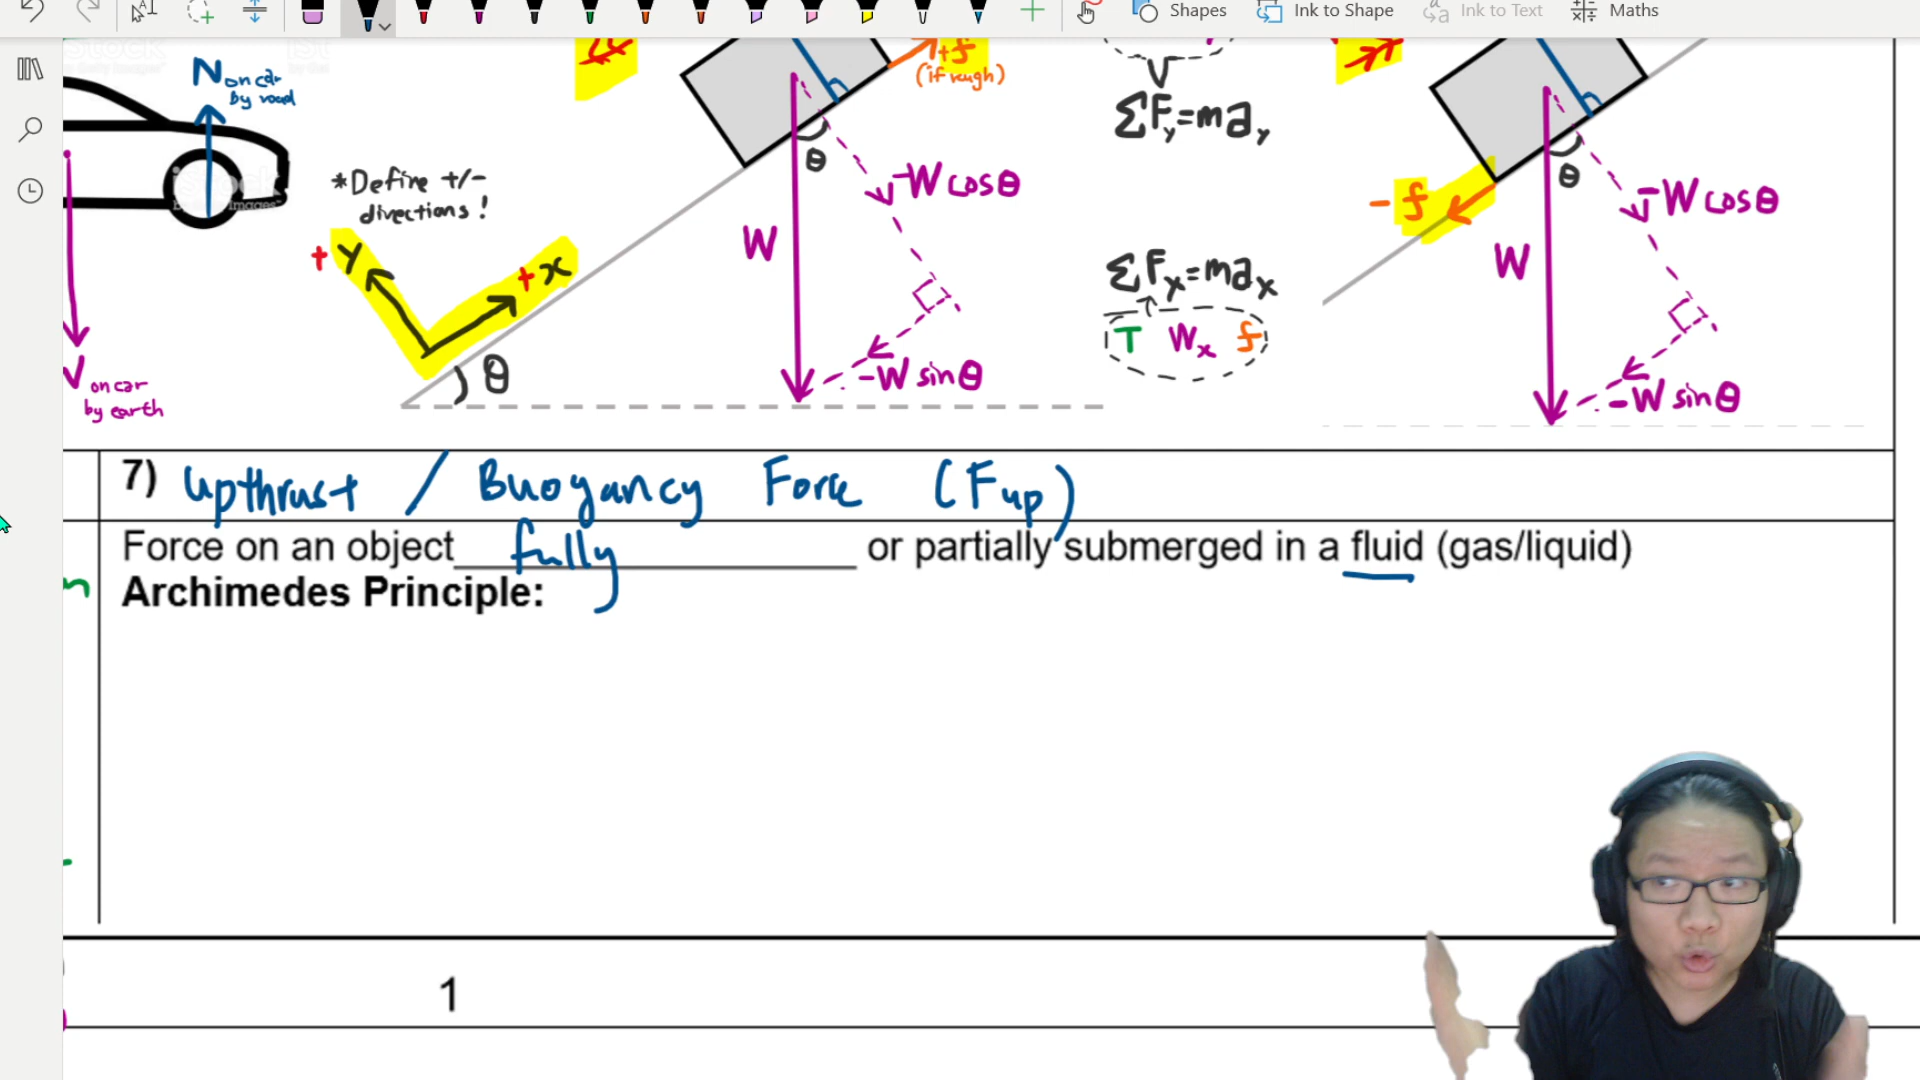 Shapes Ink to Shape Ink to Text Maths
N on car
by road
+f
(if rough)
V
ΣFy=may
θ
-W cosθ
*Define +/-
directions!
W
+ y
+ x
θ
-W sinθ
ΣFx=max
T Wx f
- f
θ
-W cosθ
W
-W sinθ
on car
by earth
7) Upthrust / Buoyancy Force (Fup)
Force on an object fully or partially submerged in a fluid (gas/liquid)
Archimedes Principle:
1